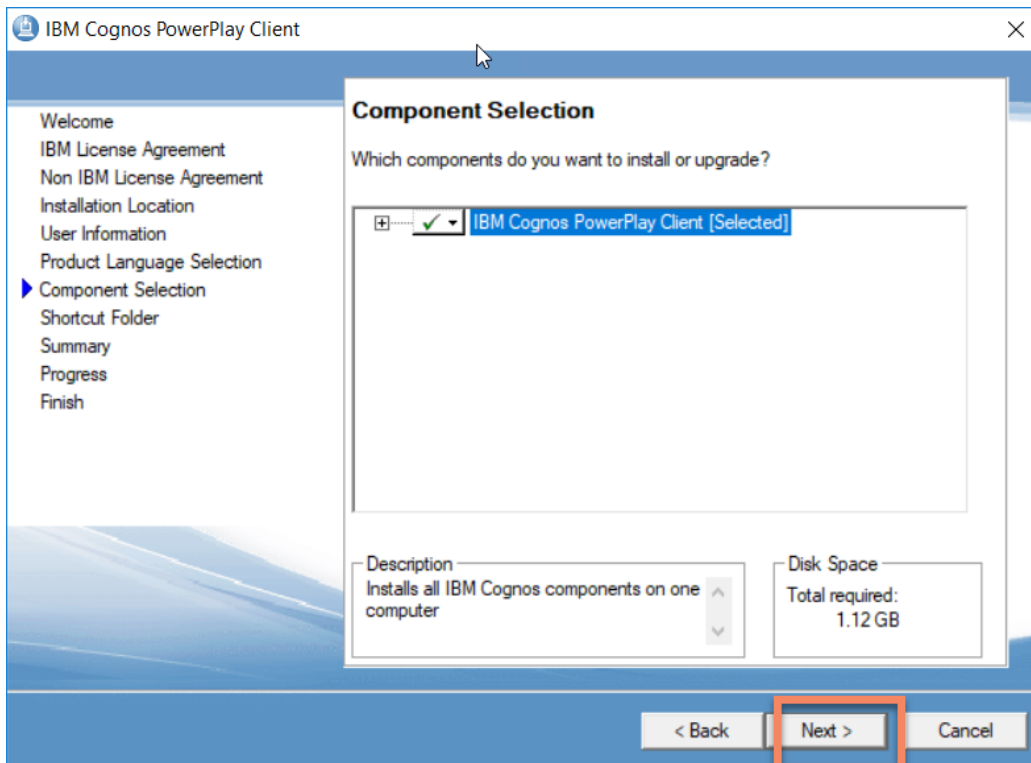 IBM Cognos PowerPlay Client
Welcome
IBM License Agreement
Non IBM License Agreement
Installation Location
User Information
Product Language Selection
Component Selection
Shortcut Folder
Summary
Progress
Finish
Component Selection
Which components do you want to install or upgrade?
IBM Cognos PowerPlay Client [Selected]
Description
Installs all IBM Cognos components on one
computer
Disk Space
Total required:
1.12 GB
< Back
Next >
Cancel